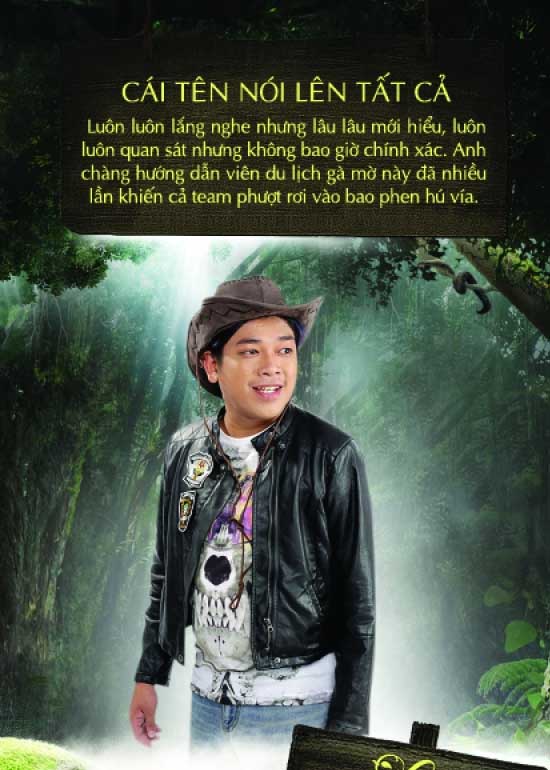 CÁI TÊN NÓI LÊN TẤT CẢ
Luôn luôn lắng nghe nhưng lâu lâu mới hiểu, luôn
luôn quan sát nhưng không bao giờ chính xác. Anh
chàng hướng dẫn viên du lịch gà mờ này đã nhiều
lần khiến cả team phượt rơi vào bao phen hú vía.